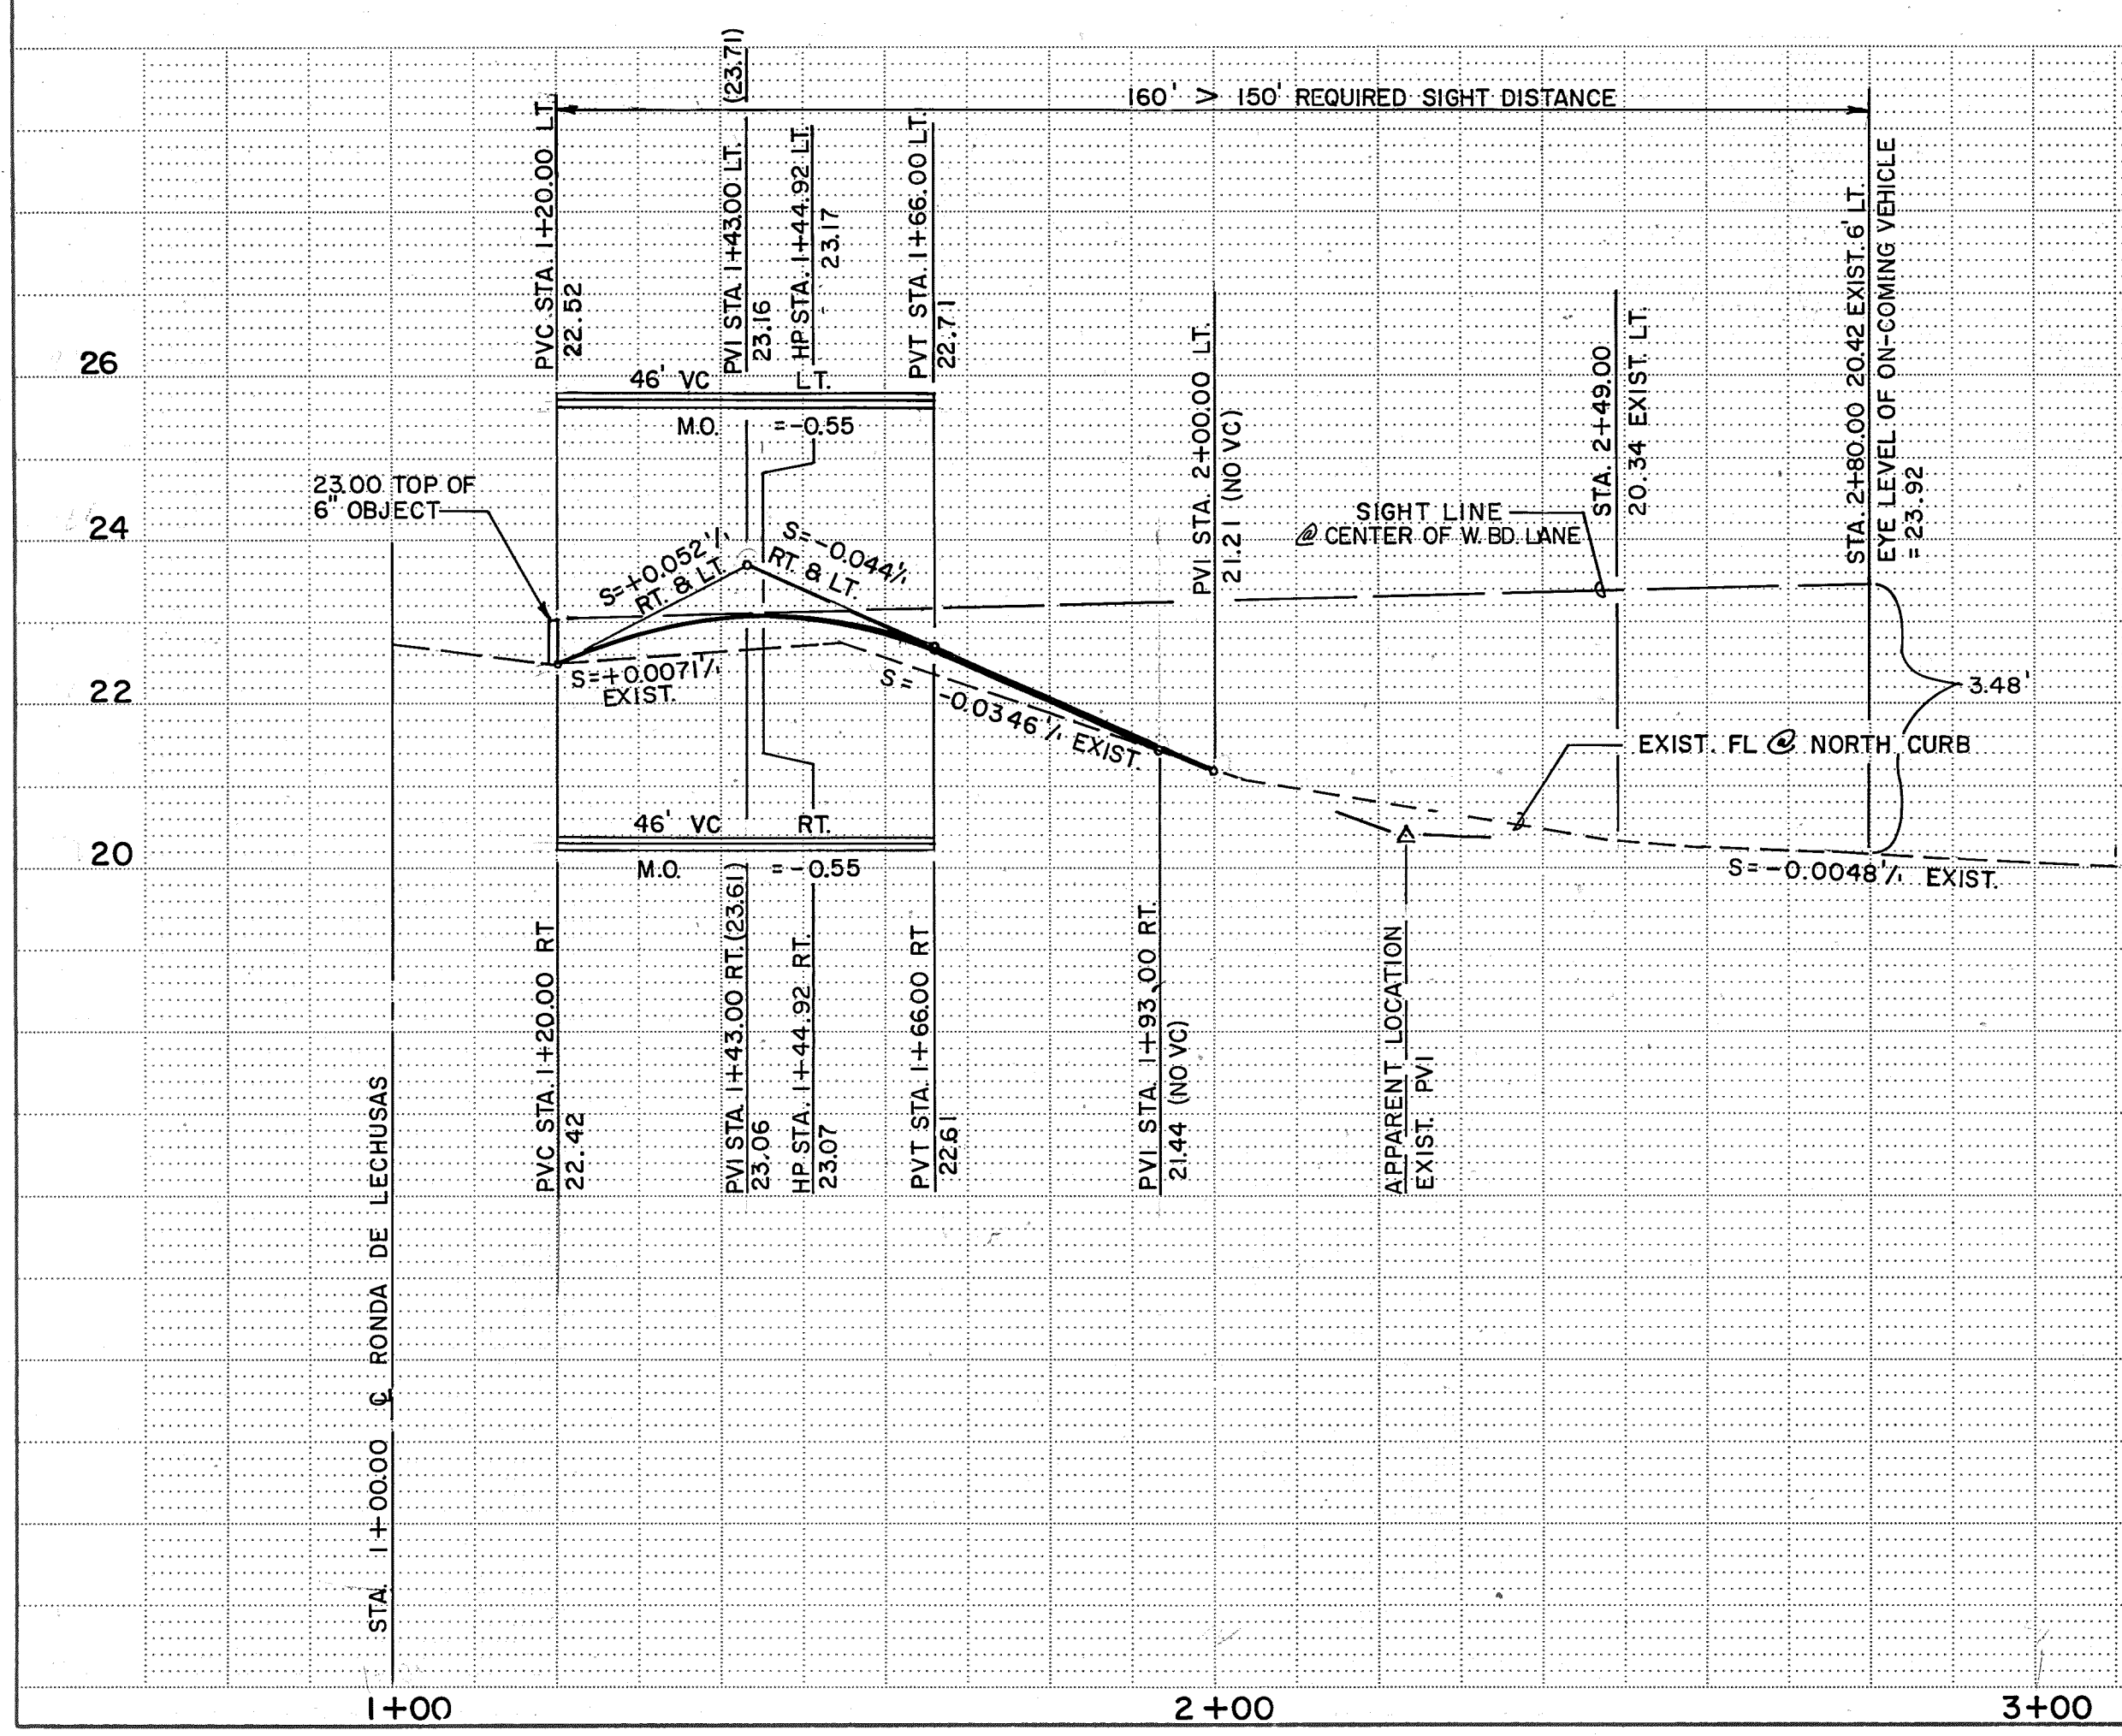 160' > 150' REQUIRED SIGHT DISTANCE
PVC STA. 1+20.00 LT.
22.52
(23.71)
PVI STA. 1+43.00 LT.
23.16
HP STA. 1+44.92 LT.
23.17
PVT STA. 1+66.00 LT.
22.71
PVI STA. 2+00.00 LT.
21.21 (NO VC)
STA. 2+49.00
20.34 EXIST. LT.
STA. 2+80.00 20.42 EXIST. 6' LT.
EYE LEVEL OF ON-COMING VEHICLE
= 23.92
26
24
22
20
46' VC LT.
M.O. = -0.55
23.00 TOP OF
6" OBJECT
S=+0.052'/'
RT. & LT.
S=-0.044'/'
RT. & LT.
SIGHT LINE
@ CENTER OF W. BD. LANE
S=+0.0071'/'
EXIST.
S= -0.0346'/' EXIST.
3.48'
EXIST. FL @ NORTH CURB
S=-0.0048'/' EXIST.
46' VC RT.
M.O. = -0.55
PVC STA. 1+20.00 RT
22.42
PVI STA. 1+43.00 RT. (23.61)
23.06
HP STA. 1+44.92 RT.
23.07
PVT STA. 1+66.00 RT
22.61
PVI STA. 1+93.00 RT.
21.44 (NO VC)
APPARENT LOCATION
EXIST. PVI
STA. 1+00.00 ℄ RONDA DE LECHUSAS
1+00
2+00
3+00